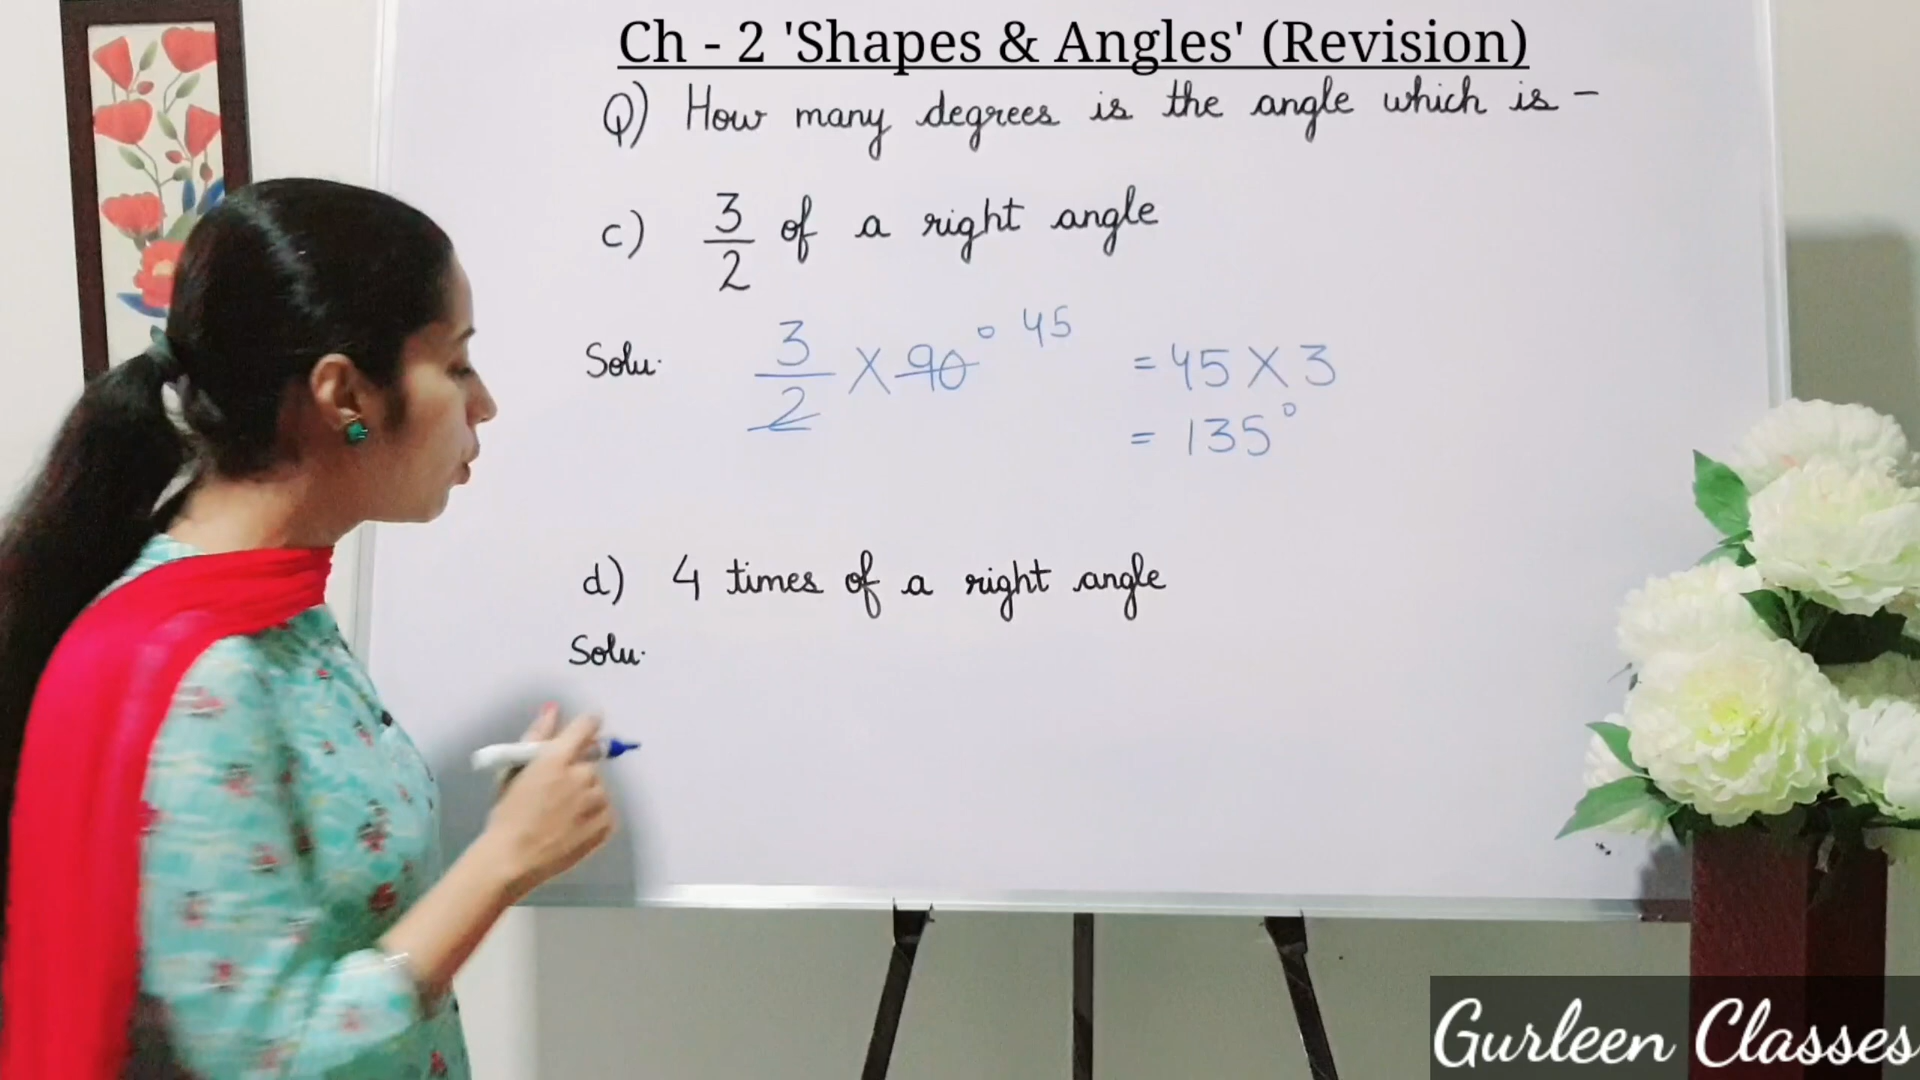 Ch - 2 'Shapes & Angles' (Revision)
Q) How many degrees is the angle which is -
c) 3/2 of a right angle
Solu. 3/2 X 90° 45 = 45 X 3
= 135°
d) 4 times of a right angle
Solu.
Gurleen Classes